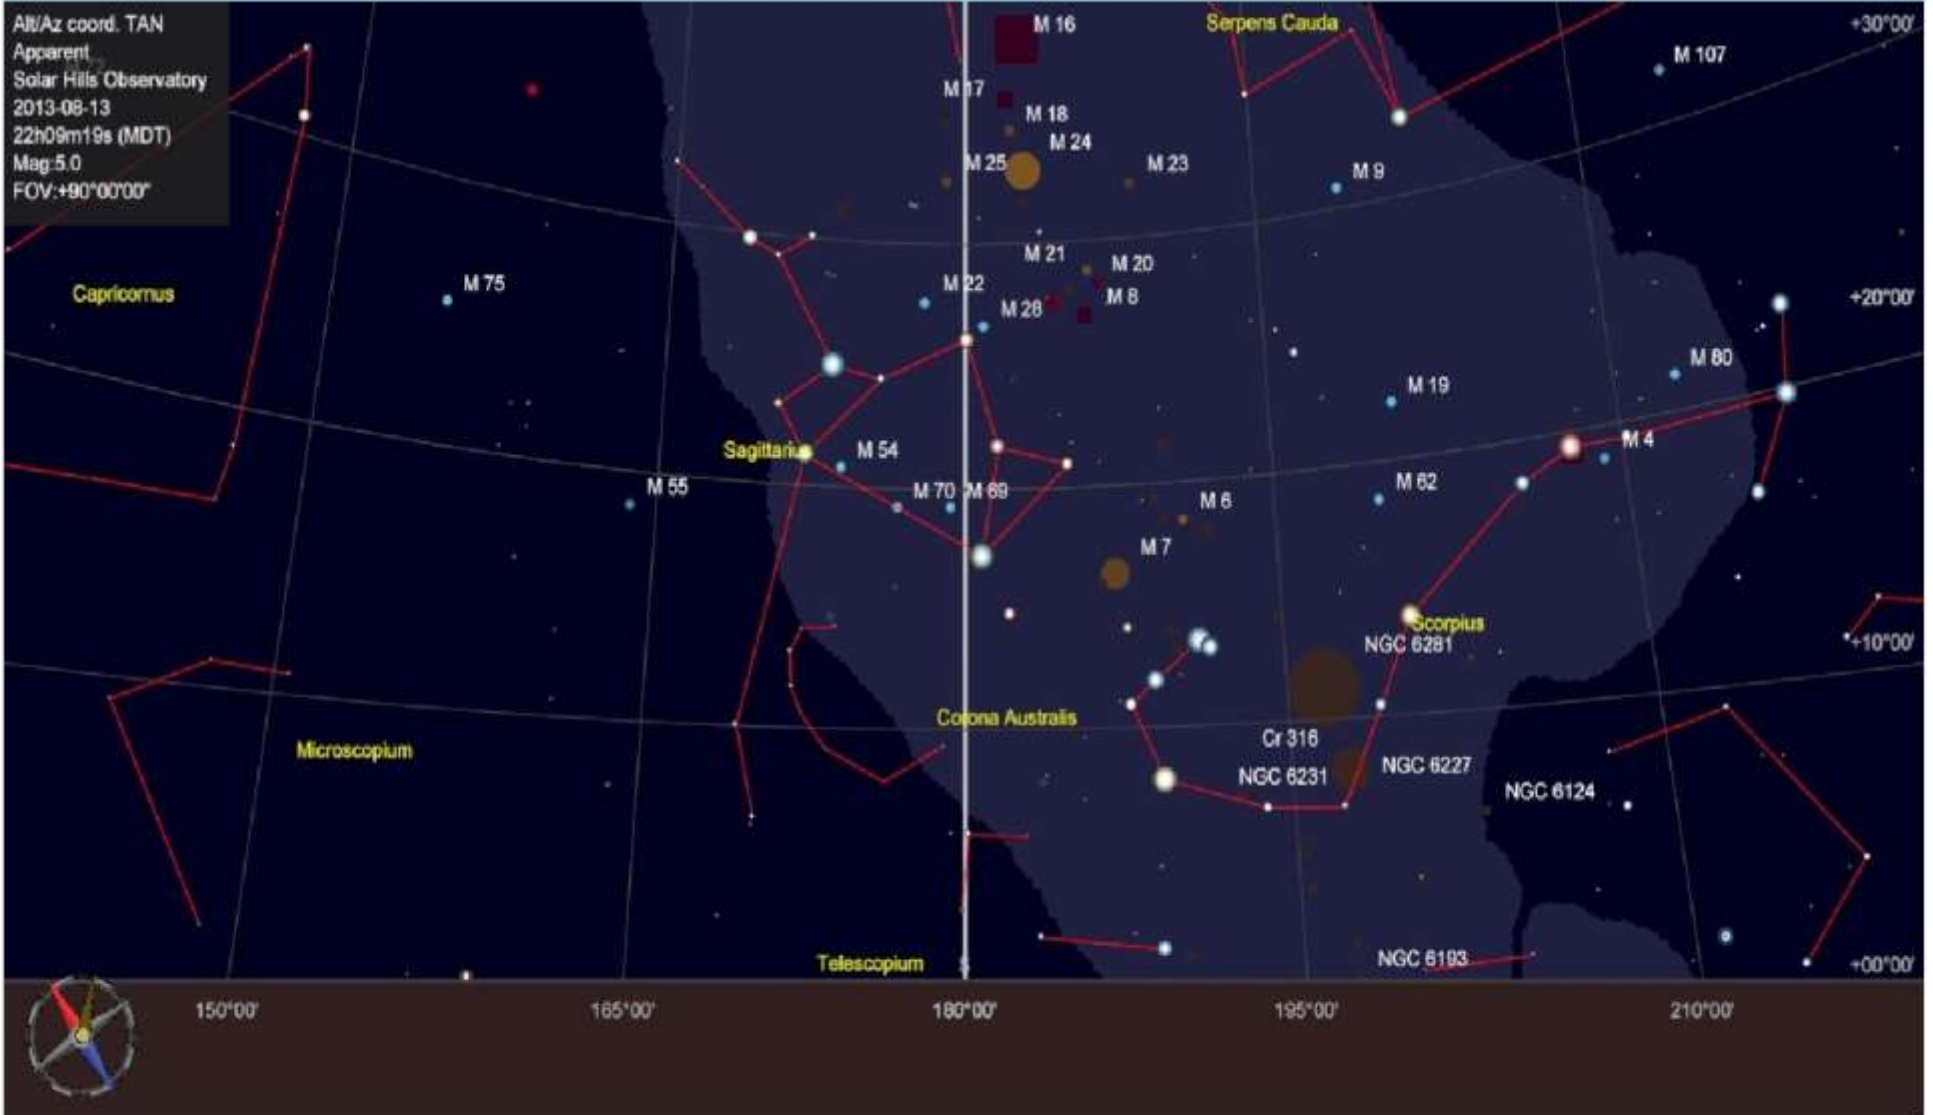 Alt/Az coord. TAN
Apparent
Solar Hills Observatory
2013-08-13
22h09m19s (MDT)
Mag:5.0
FOV:+90°00'00"
M 16
Serpens Cauda
+30°00'
M 107
M 17
M 18
M 24
M 25
M 23
M 9
M 21
M 20
Capricornus
M 75
M 22
M 8
M 28
+20°00'
M 80
M 19
Sagittarius
M 54
M 4
M 55
M 70
M 69
M 62
M 6
M 7
Scorpius
NGC 6281
+10°00'
Corona Australis
Microscopium
Cr 316
NGC 6231
NGC 6227
NGC 6124
Telescopium
S
NGC 6193
+00°00'
150°00'
165°00'
180°00'
195°00'
210°00'